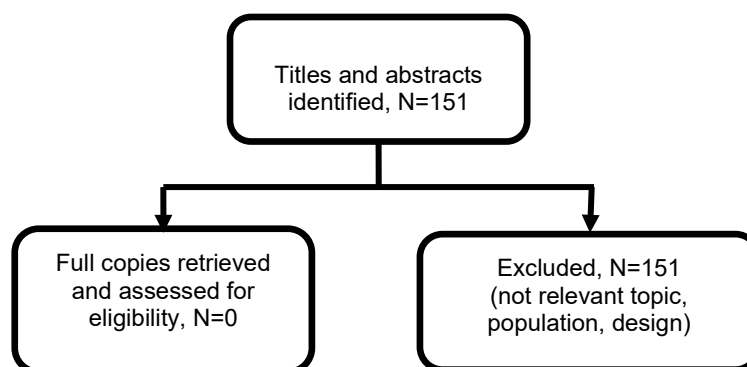 Titles and abstracts
identified, N=151
Full copies retrieved
and assessed for
eligibility, N=0
Excluded, N=151
(not relevant topic,
population, design)